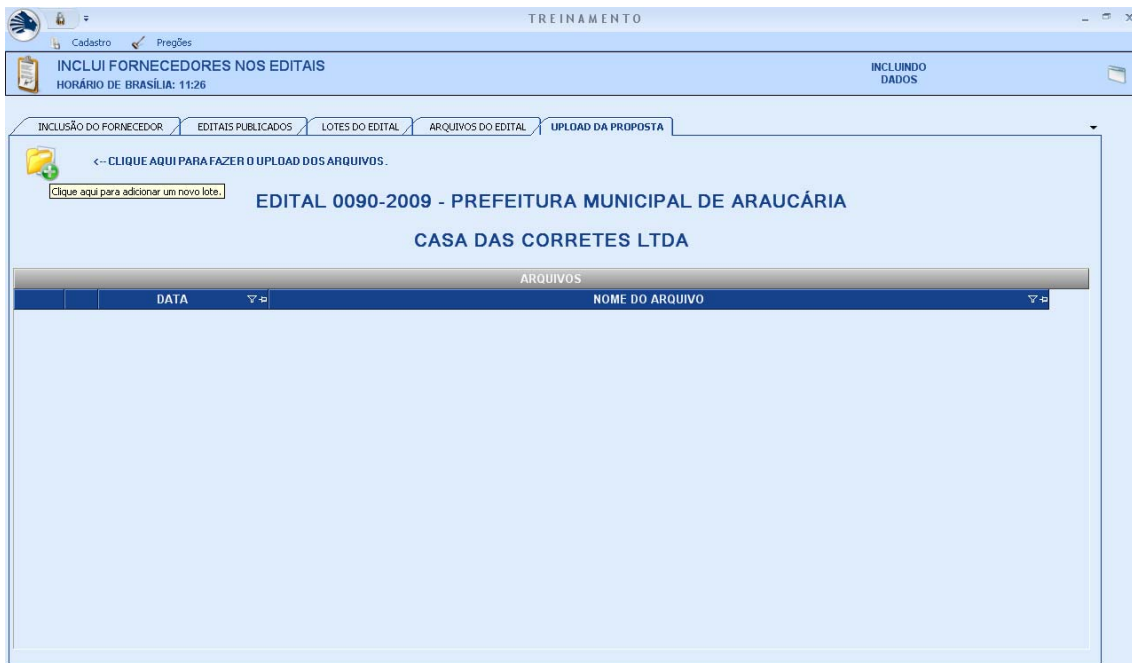 TREINAMENTO
Cadastro Pregões
INCLUI FORNECEDORES NOS EDITAIS
HORÁRIO DE BRASÍLIA: 11:26
INCLUINDO
DADOS
INCLUSÃO DO FORNECEDOR EDITAIS PUBLICADOS LOTES DO EDITAL ARQUIVOS DO EDITAL UPLOAD DA PROPOSTA
<-- CLIQUE AQUI PARA FAZER O UPLOAD DOS ARQUIVOS.
Clique aqui para adicionar um novo lote.
EDITAL 0090-2009 - PREFEITURA MUNICIPAL DE ARAUCÁRIA
CASA DAS CORRETES LTDA
ARQUIVOS
DATA NOME DO ARQUIVO